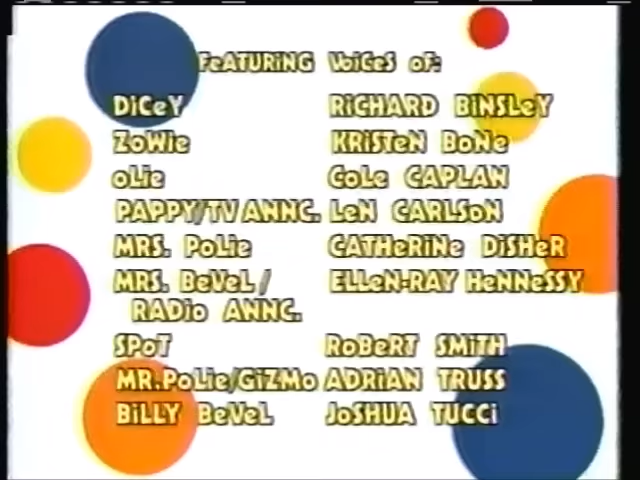 FeATURiNG VoiCeS oF:
DiCeY RiCHARD BiNSLeY
ZoWie KRiSTeN BoNe
oLie CoLe CAPLAN
PAPPY/TV ANNC. LeN CARLSoN
MRS. PoLie CATHeRiNe DiSHeR
MRS. BeVeL / ELLeN-RAY HeNNeSSY
RADio ANNC.
SPoT RoBeRT SMiTH
MR.PoLie/GiZMo ADRiAN TRUSS
BiLLY BeVeL JoSHUA TUCCi